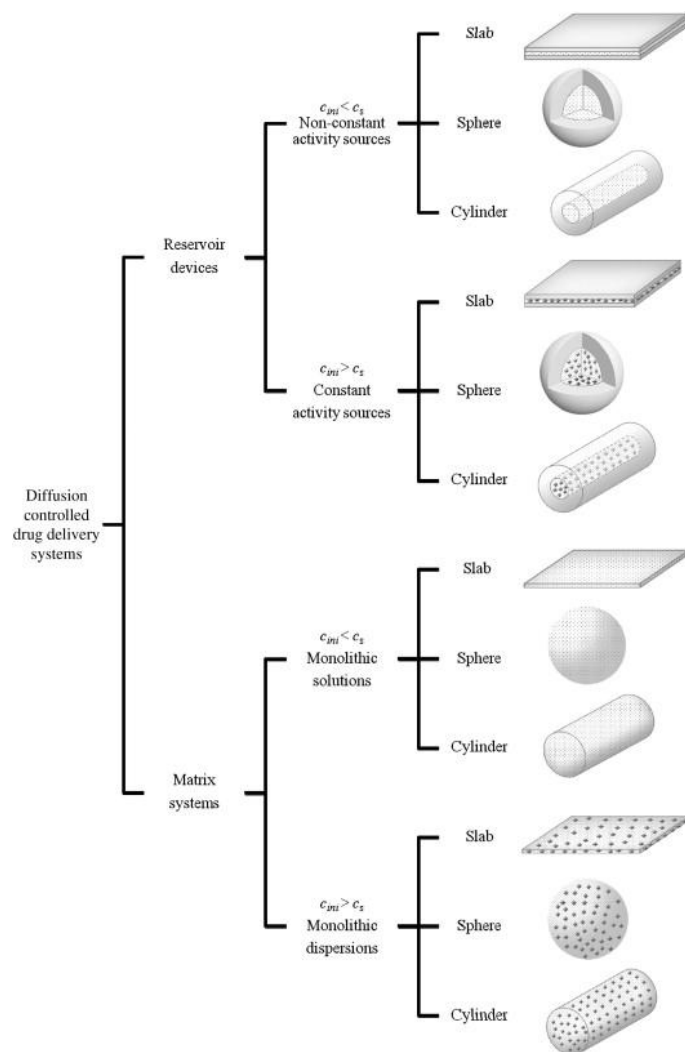 Diffusion
controlled
drug delivery
systems
Reservoir
devices
c_ini < c_s
Non-constant
activity sources
Slab
Sphere
Cylinder
c_ini > c_s
Constant
activity sources
Slab
Sphere
Cylinder
Matrix
systems
c_ini < c_s
Monolithic
solutions
Slab
Sphere
Cylinder
c_ini > c_s
Monolithic
dispersions
Slab
Sphere
Cylinder